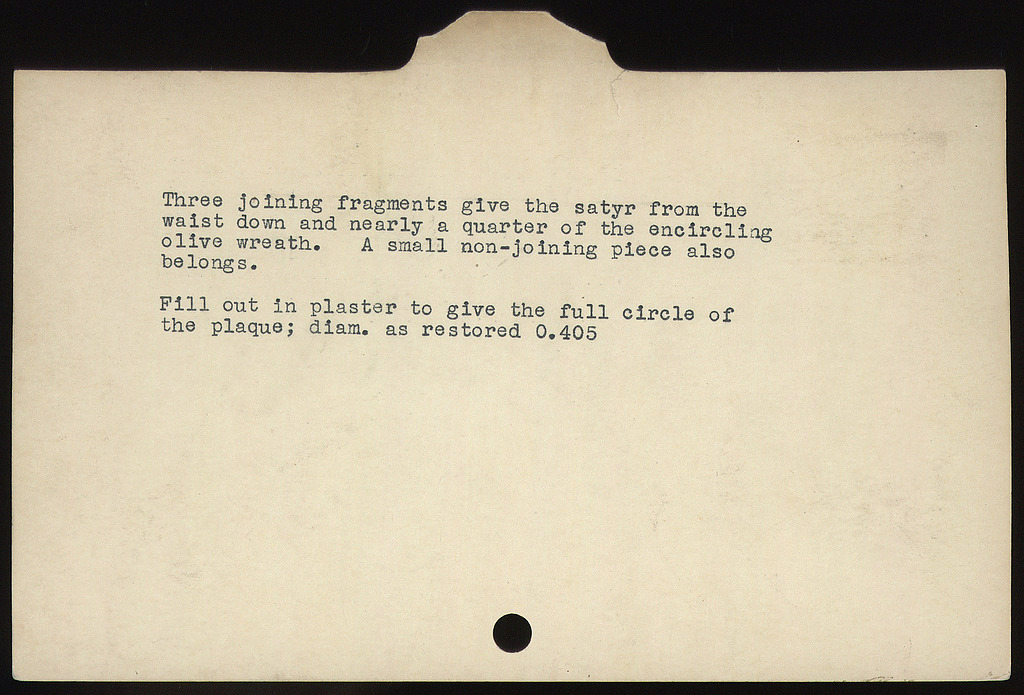 Three joining fragments give the satyr from the
waist down and nearly a quarter of the encircling
olive wreath. A small non-joining piece also
belongs.
Fill out in plaster to give the full circle of
the plaque; diam. as restored 0.405